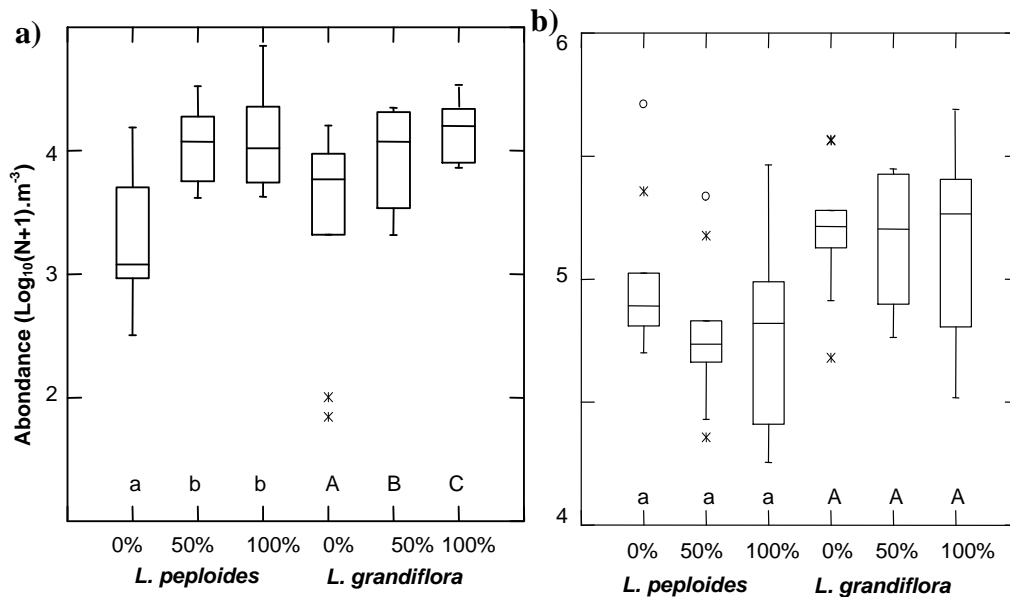 a)
Abondance (Log₁₀(N+1).m⁻³)
4
3
2
a b b A B C
0% 50% 100% 0% 50% 100%
L. peploides L. grandiflora
b)
6
5
4
a a a A A A
0% 50% 100% 0% 50% 100%
L. peploides L. grandiflora